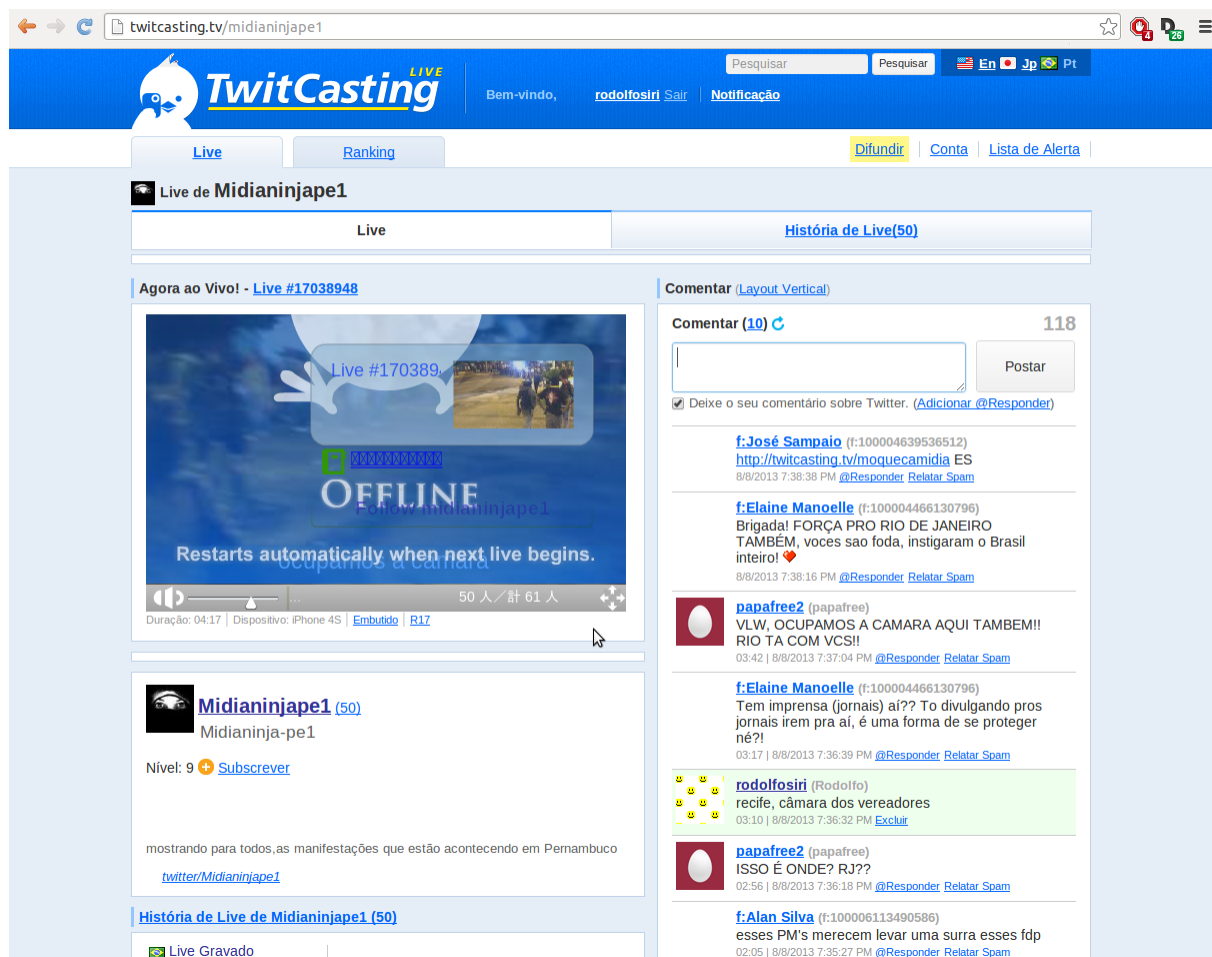 twitcasting.tv/midianinjape1
4
26
TwitCasting LIVE
Pesquisar
Pesquisar
En
Jp
Pt
Bem-vindo,
rodolfosiri Sair
Notificação
Live
Ranking
Difundir
Conta
Lista de Alerta
Live de Midianinjape1
Live
História de Live(50)
Agora ao Vivo! - Live #17038948
Live #170389
OFFLINE
Follow midianinjape1
Restarts automatically when next live begins.
ocupamos a camara
...
50 人／計 61 人
Duração: 04:17
Dispositivo: iPhone 4S
Embutido
R17
Midianinjape1 (50)
Midianinja-pe1
Nível: 9
Subscrever
mostrando para todos,as manifestações que estão acontecendo em Pernambuco
twitter/Midianinjape1
História de Live de Midianinjape1 (50)
Live Gravado
Comentar (Layout Vertical)
Comentar (10)
118
Postar
Deixe o seu comentário sobre Twitter. (Adicionar @Responder)
f:José Sampaio (f:100004639536512)
http://twitcasting.tv/moquecamidia ES
8/8/2013 7:38:38 PM @Responder Relatar Spam
f:Elaine Manoelle (f:100004466130796)
Brigada! FORÇA PRO RIO DE JANEIRO
TAMBÉM, voces sao foda, instigaram o Brasil
inteiro!
8/8/2013 7:38:16 PM @Responder Relatar Spam
papafree2 (papafree)
VLW, OCUPAMOS A CAMARA AQUI TAMBEM!!
RIO TA COM VCS!!
03:42 | 8/8/2013 7:37:04 PM @Responder Relatar Spam
f:Elaine Manoelle (f:100004466130796)
Tem imprensa (jornais) aí?? To divulgando pros
jornais irem pra aí, é uma forma de se proteger
né?!
03:17 | 8/8/2013 7:36:39 PM @Responder Relatar Spam
rodolfosiri (Rodolfo)
recife, câmara dos vereadores
03:10 | 8/8/2013 7:36:32 PM Excluir
papafree2 (papafree)
ISSO É ONDE? RJ??
02:56 | 8/8/2013 7:36:18 PM @Responder Relatar Spam
f:Alan Silva (f:100006113490586)
esses PM's merecem levar uma surra esses fdp
02:05 | 8/8/2013 7:35:27 PM @Responder Relatar Spam